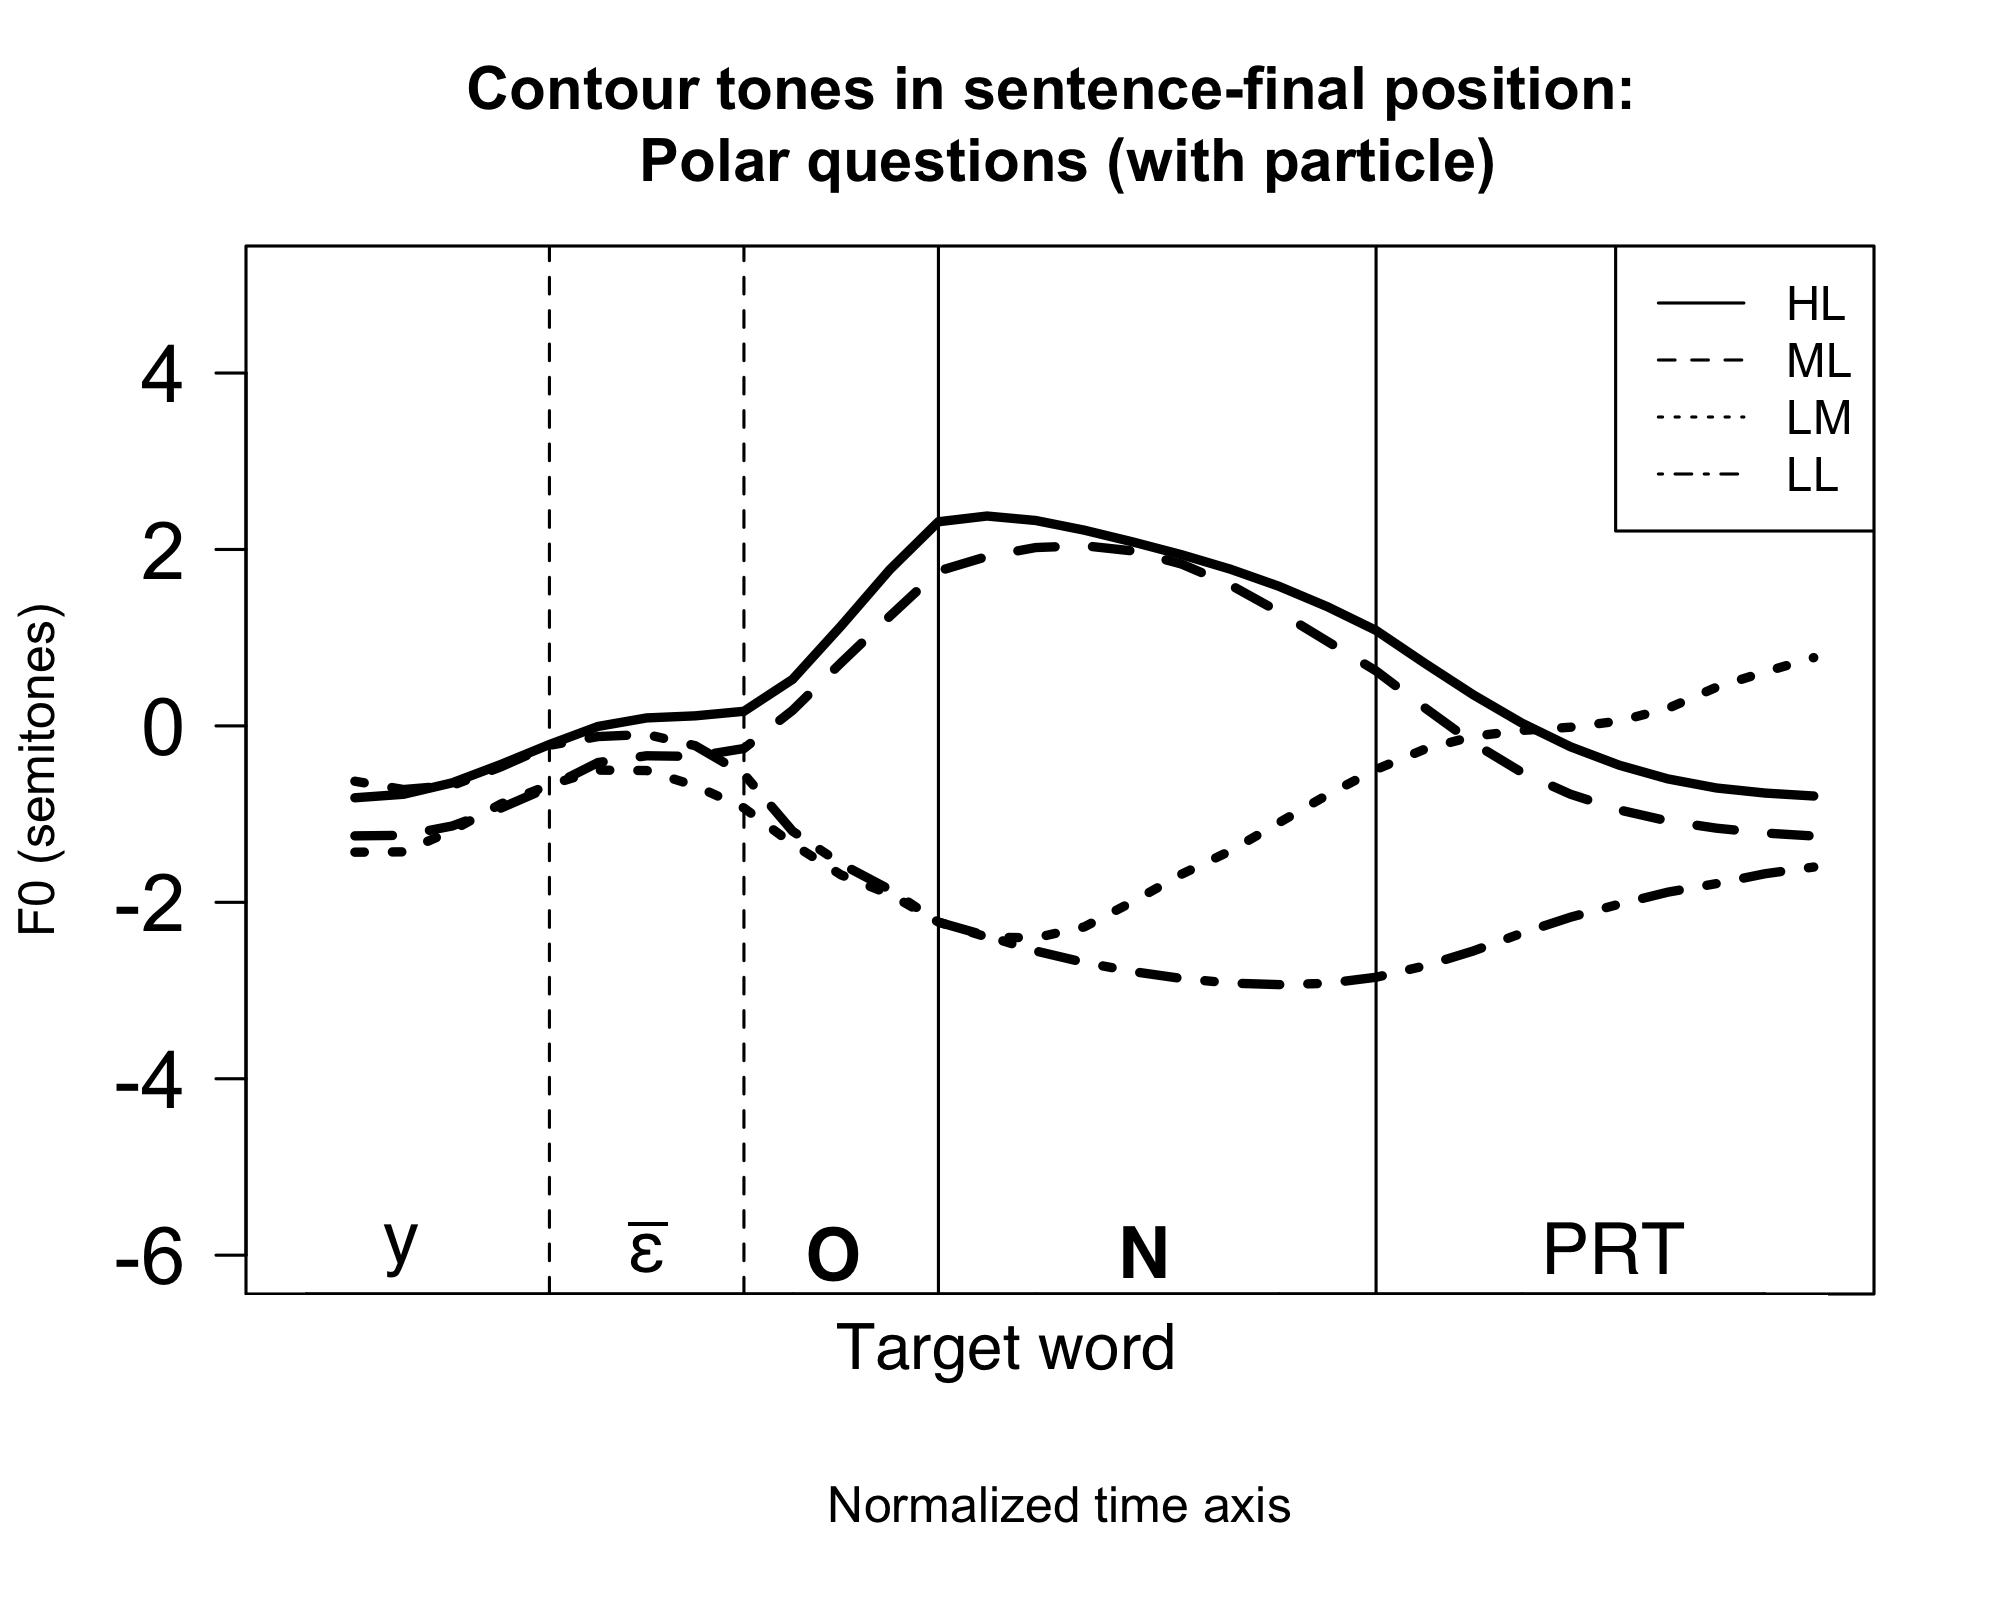 Contour tones in sentence-final position:
Polar questions (with particle)
HL
ML
LM
LL
4
2
0
-2
-4
-6
F0 (semitones)
y ɛ̅ O N PRT
Target word
Normalized time axis